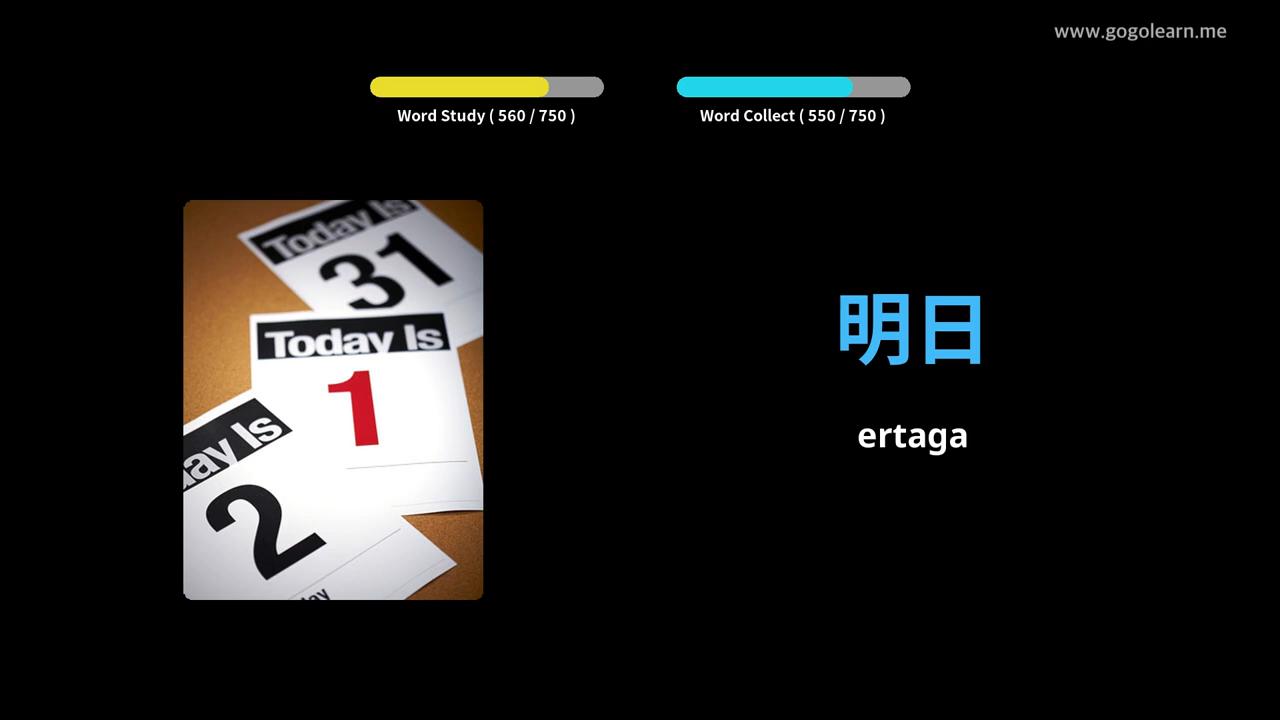 www.gogolearn.me
Word Study ( 560 / 750 )
Word Collect ( 550 / 750 )
Today Is
31
Today Is
1
day Is
2
明日
ertaga